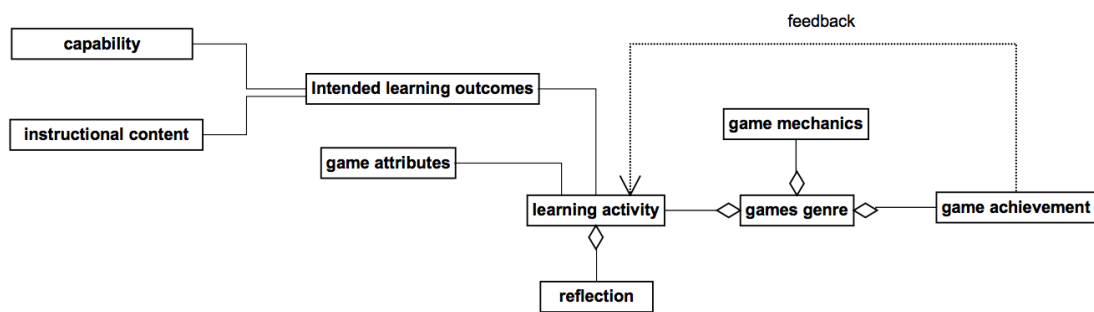 feedback
capability
Intended learning outcomes
instructional content
game mechanics
game attributes
learning activity
games genre
game achievement
reflection